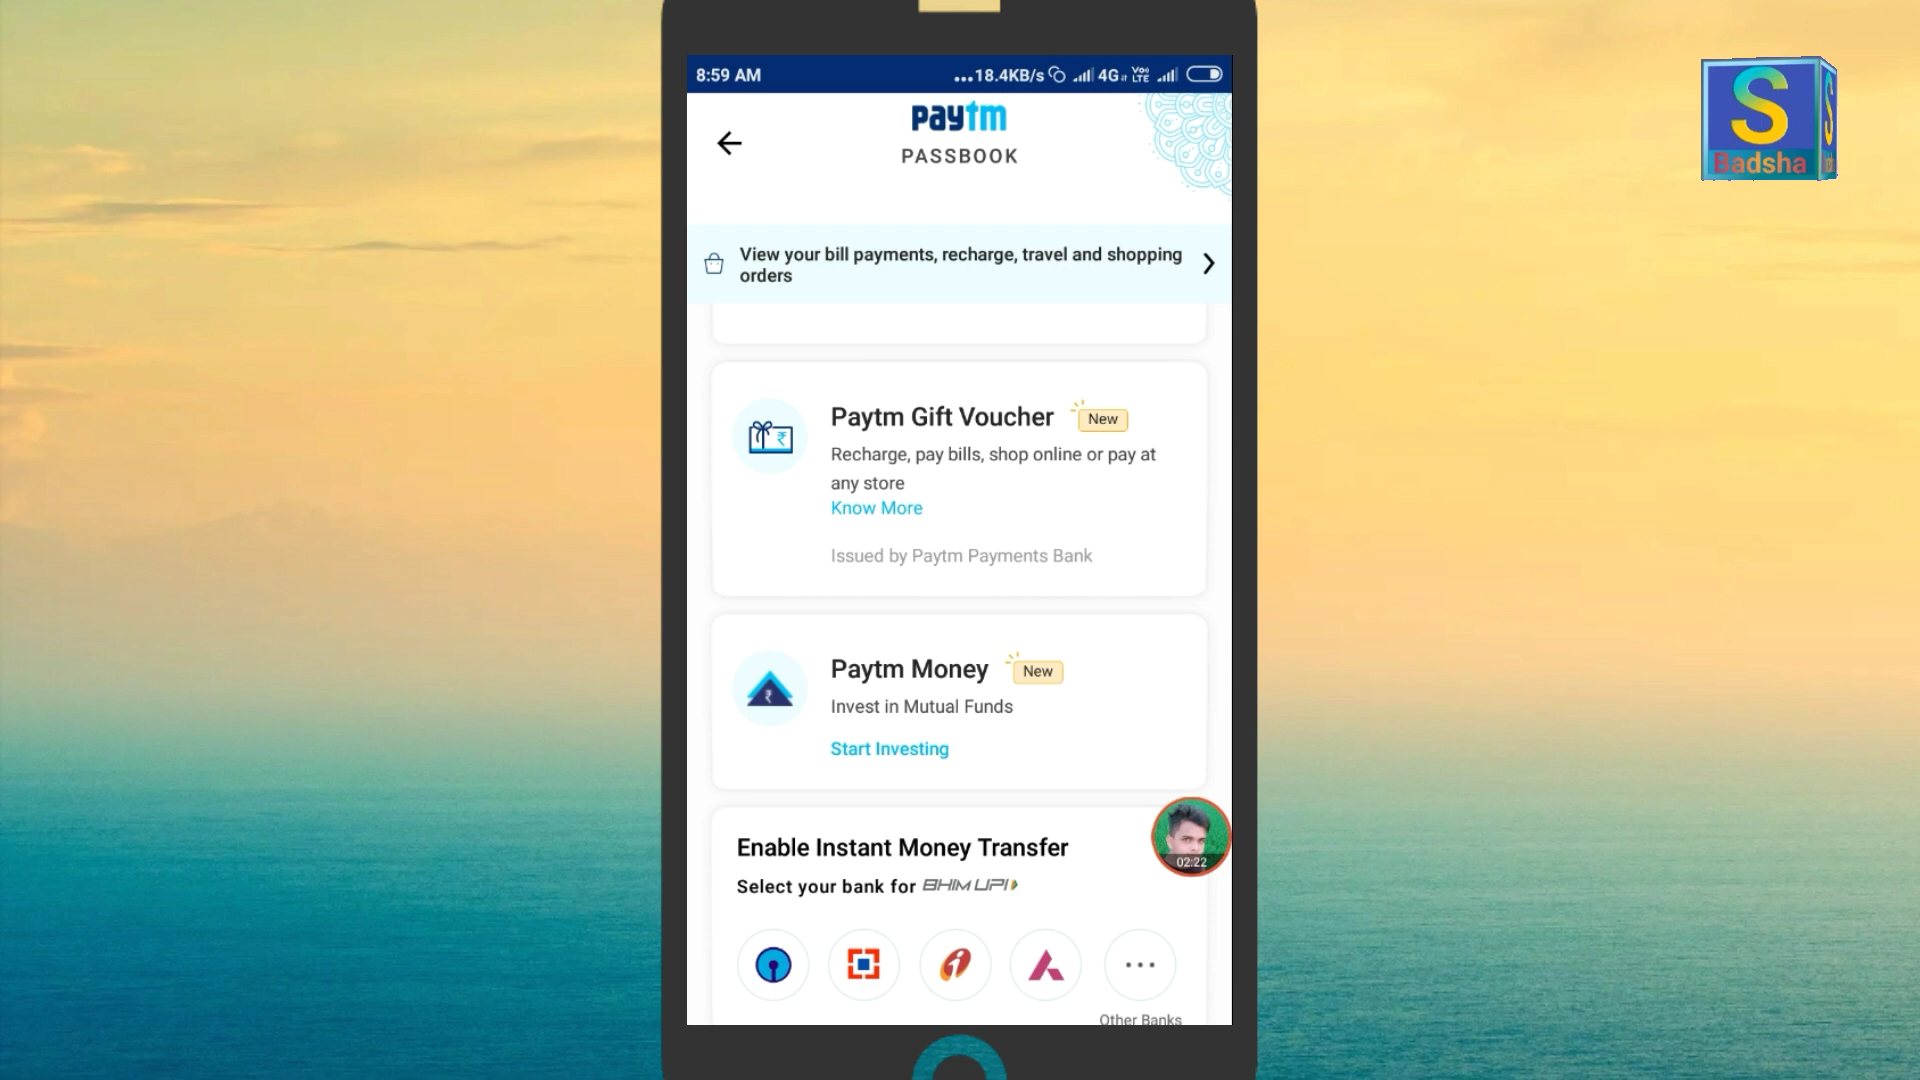 8:59 AM
...18.4KB/s 4G Vo) LTE
paytm
PASSBOOK
View your bill payments, recharge, travel and shopping
orders
Paytm Gift Voucher New
Recharge, pay bills, shop online or pay at
any store
Know More
Issued by Paytm Payments Bank
Paytm Money New
Invest in Mutual Funds
Start Investing
Enable Instant Money Transfer
02:22
Select your bank for BHIM UPI
Other Banks
S
Badsha
S